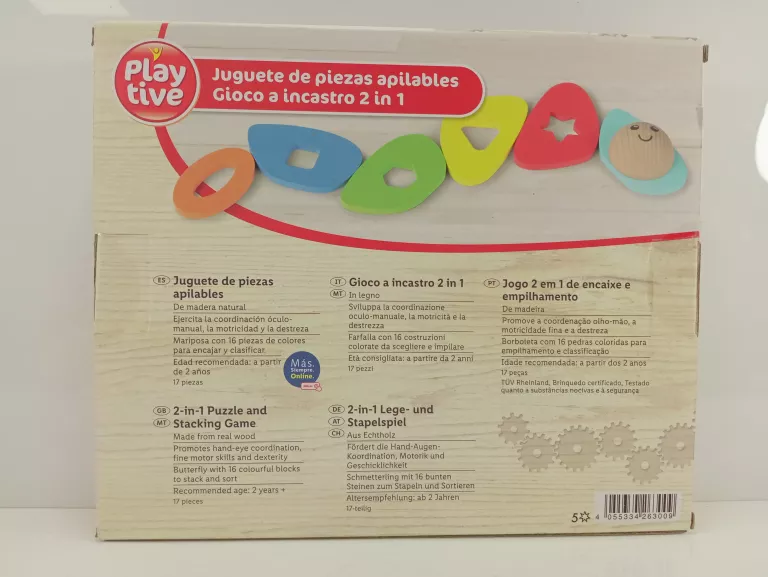 Play
tive
Juguete de piezas apilables
Gioco a incastro 2 in 1
ES Juguete de piezas
apilables
De madera natural
Ejercita la coordinación óculo-
manual, la motricidad y la destreza
Mariposa con 16 piezas de colores
para encajar y clasificar
Edad recomendada: a partir
de 2 años
17 piezas
Más.
Siempre.
Online.
IT Gioco a incastro 2 in 1
MT In legno
Sviluppa la coordinazione
oculo-manuale, la motricità e la
destrezza
Farfalla con 16 costruzioni
colorate da scegliere e impilare
Età consigliata: a partire da 2 anni
17 pezzi
PT Jogo 2 em 1 de encaixe e
empilhamento
De madeira
Promove a coordenação olho-mão, a
motricidade fina e a destreza
Borboleta com 16 pedras coloridas para
empilhamento e classificação
Idade recomendada: a partir dos 2 anos
17 peças
TÜV Rheinland, Brinquedo certificado, Testado
quanto a substâncias nocivas e à segurança
GB 2-in-1 Puzzle and
MT Stacking Game
Made from real wood
Promotes hand-eye coordination,
fine motor skills and dexterity
Butterfly with 16 colourful blocks
to stack and sort
Recommended age: 2 years +
17 pieces
DE 2-in-1 Lege- und
AT Stapelspiel
CH Aus Echtholz
Fördert die Hand-Augen-
Koordination, Motorik und
Geschicklichkeit
Schmetterling mit 16 bunten
Steinen zum Stapeln und Sortieren
Altersempfehlung: ab 2 Jahren
17-teilig
5
4 055334 263009